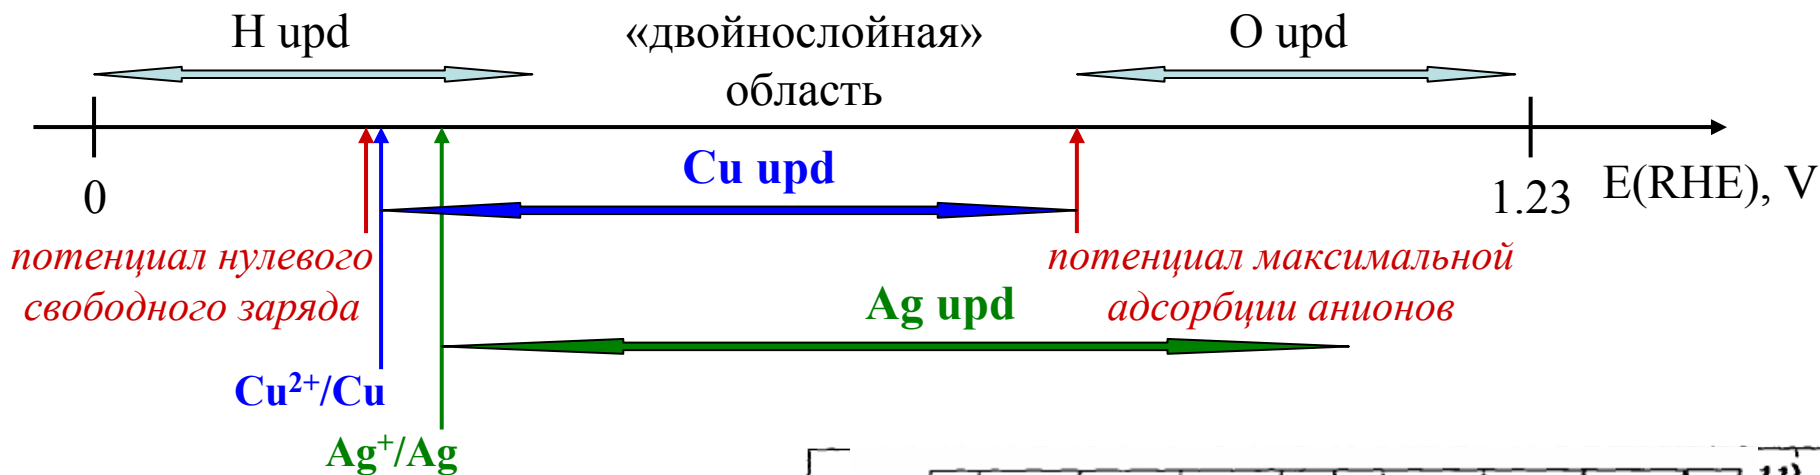 H upd
«двойнослойная»
область
O upd
Cu upd
0
1.23
E(RHE), V
потенциал нулевого
свободного заряда
потенциал максимальной
адсорбции анионов
Ag upd
Cu²⁺/Cu
Ag⁺/Ag